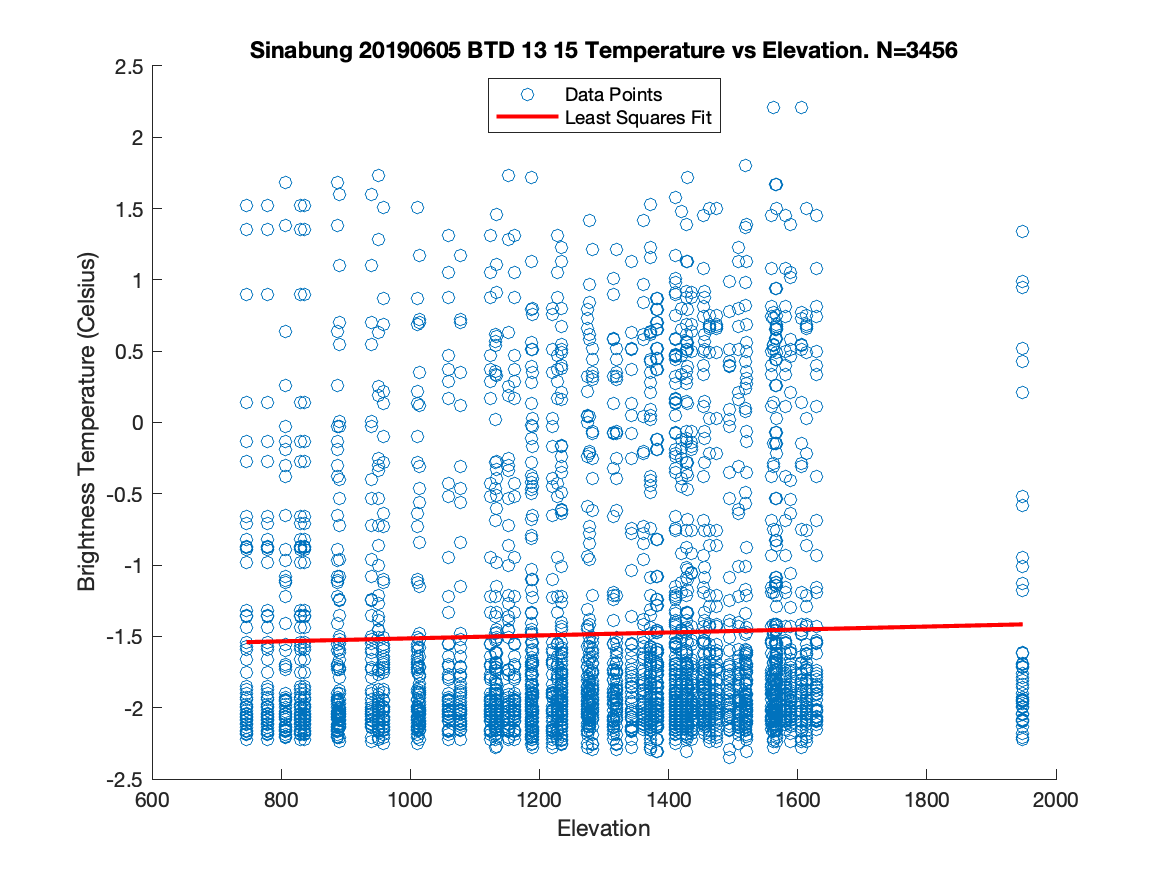 Sinabung 20190605 BTD 13 15 Temperature vs Elevation. N=3456
Data Points
Least Squares Fit
Brightness Temperature (Celsius)
2.5
2
1.5
1
0.5
0
-0.5
-1
-1.5
-2
-2.5
600 800 1000 1200 1400 1600 1800 2000
Elevation